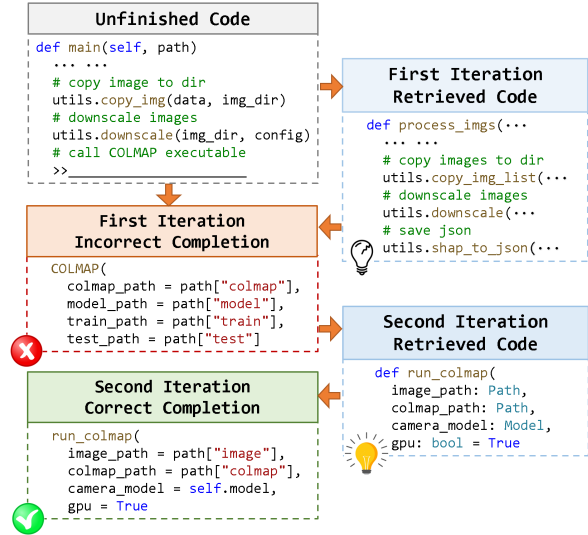 Unfinished Code
def main(self, path)
... ...
# copy image to dir
utils.copy_img(data, img_dir)
# downscale images
utils.downscale(img_dir, config)
# call COLMAP executable
>>____________________
First Iteration
Retrieved Code
def process_imgs(...
... ...
# copy images to dir
utils.copy_img_list(...
# downscale images
utils.downscale(...
# save json
utils.shap_to_json(...
First Iteration
Incorrect Completion
COLMAP(
colmap_path = path["colmap"],
model_path = path["model"],
train_path = path["train"],
test_path = path["test"]
Second Iteration
Retrieved Code
def run_colmap(
image_path: Path,
colmap_path: Path,
camera_model: Model,
gpu: bool = True
Second Iteration
Correct Completion
run_colmap(
image_path = path["image"],
colmap_path = path["colmap"],
camera_model = self.model,
gpu = True